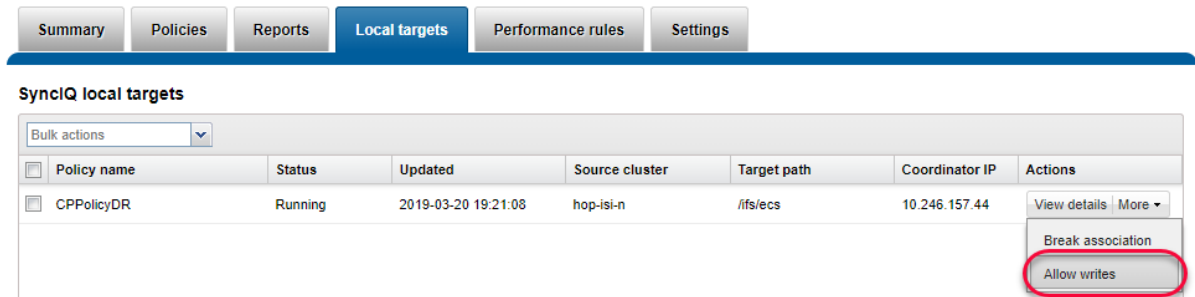 Summary Policies Reports Local targets Performance rules Settings
SyncIQ local targets
Bulk actions
Policy name Status Updated Source cluster Target path Coordinator IP Actions
CPPolicyDR Running 2019-03-20 19:21:08 hop-isi-n /ifs/ecs 10.246.157.44 View details More
Break association
Allow writes